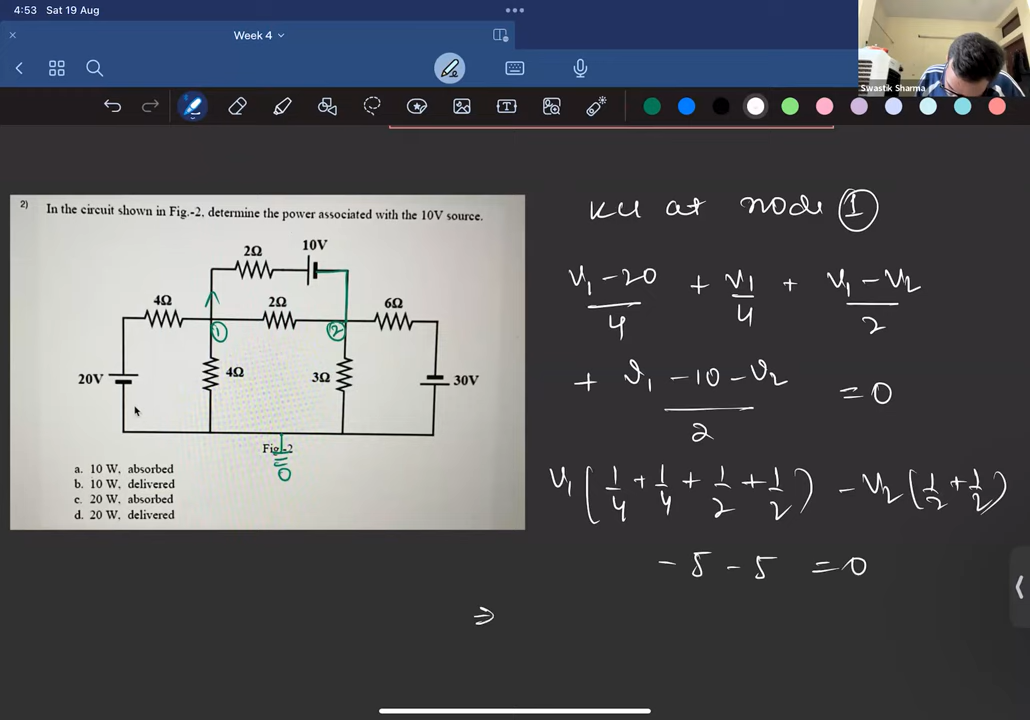 4:53 Sat 19 Aug
Week 4
Swastik Sharma
2) In the circuit shown in Fig.-2, determine the power associated with the 10V source.
2Ω
10V
4Ω
2Ω
6Ω
1
2
4Ω
3Ω
20V
30V
Fig.-2
0
a. 10 W, absorbed
b. 10 W, delivered
c. 20 W, absorbed
d. 20 W, delivered
KCL at node 1
(V1 - 20)/4 + V1/4 + (V1 - V2)/2
+ (V1 - 10 - V2)/2 = 0
V1 (1/4 + 1/4 + 1/2 + 1/2) - V2 (1/2 + 1/2)
- 5 - 5 = 0
⇒